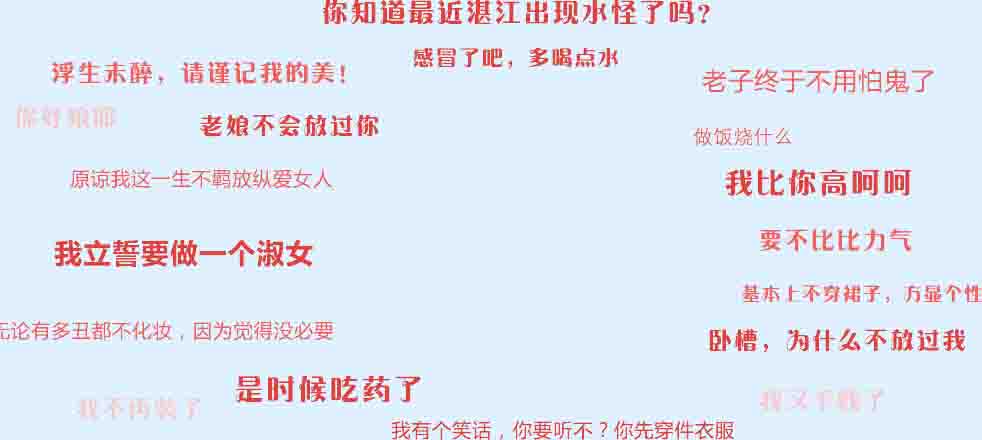 你知道最近湛江出现水怪了吗？
感冒了吧，多喝点水
浮生未醉，请谨记我的美！
老子终于不用怕鬼了
你好娘耶
老娘不会放过你
做饭烧什么
原谅我这一生不羁放纵爱女人
我比你高呵呵
要不比比力气
我立誓要做一个淑女
基本上不穿裙子，方显个性
无论有多丑都不化妆，因为觉得没必要
卧槽，为什么不放过我
是时候吃药了
我不再装了
我有个笑话，你要听不？你先穿件衣服